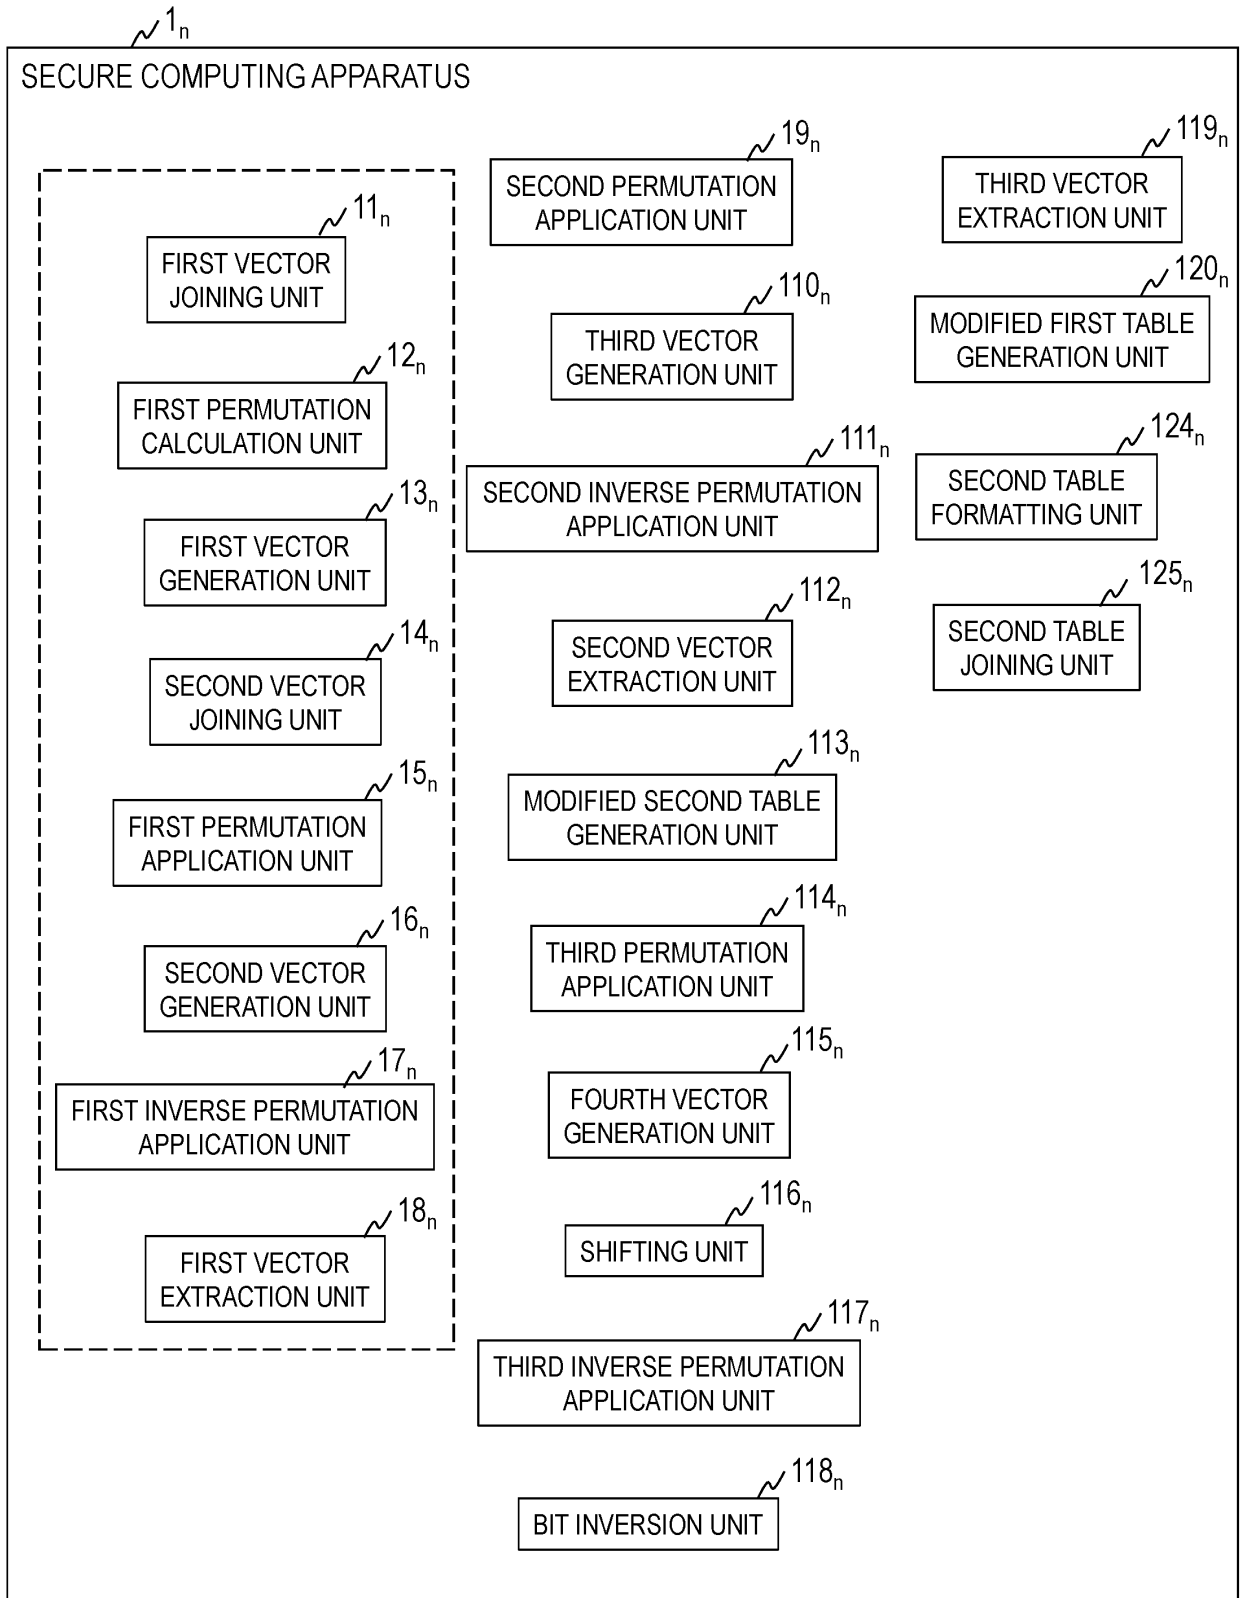 1n
SECURE COMPUTING APPARATUS
11n
FIRST VECTOR
JOINING UNIT
12n
FIRST PERMUTATION
CALCULATION UNIT
13n
FIRST VECTOR
GENERATION UNIT
14n
SECOND VECTOR
JOINING UNIT
15n
FIRST PERMUTATION
APPLICATION UNIT
16n
SECOND VECTOR
GENERATION UNIT
17n
FIRST INVERSE PERMUTATION
APPLICATION UNIT
18n
FIRST VECTOR
EXTRACTION UNIT
19n
SECOND PERMUTATION
APPLICATION UNIT
110n
THIRD VECTOR
GENERATION UNIT
111n
SECOND INVERSE PERMUTATION
APPLICATION UNIT
112n
SECOND VECTOR
EXTRACTION UNIT
113n
MODIFIED SECOND TABLE
GENERATION UNIT
114n
THIRD PERMUTATION
APPLICATION UNIT
115n
FOURTH VECTOR
GENERATION UNIT
116n
SHIFTING UNIT
117n
THIRD INVERSE PERMUTATION
APPLICATION UNIT
118n
BIT INVERSION UNIT
119n
THIRD VECTOR
EXTRACTION UNIT
120n
MODIFIED FIRST TABLE
GENERATION UNIT
124n
SECOND TABLE
FORMATTING UNIT
125n
SECOND TABLE
JOINING UNIT